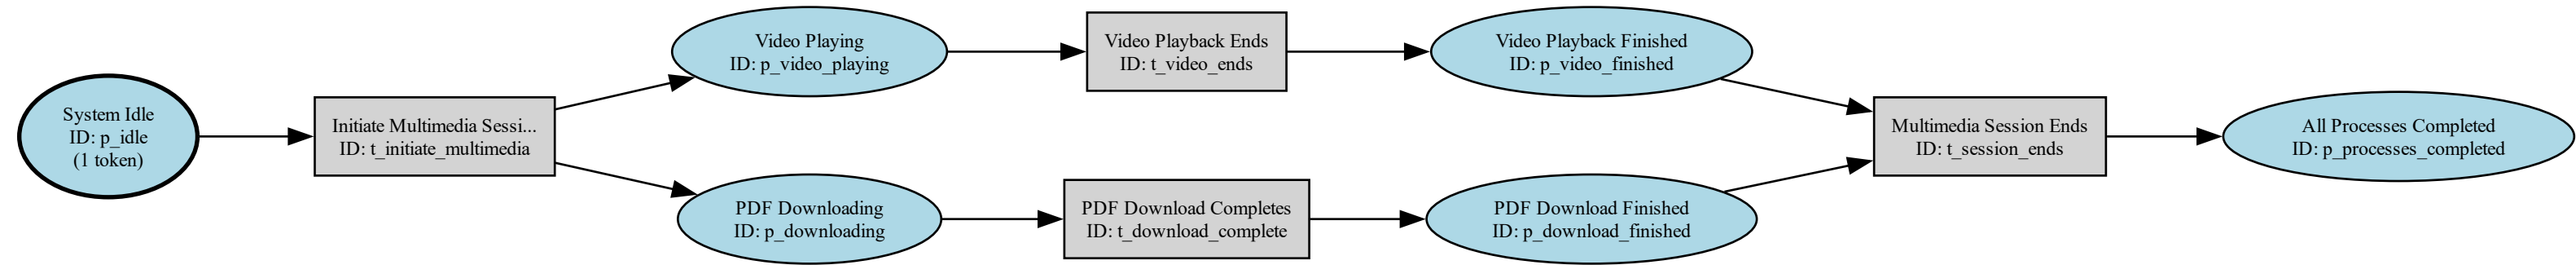 System Idle
ID: p_idle
(1 token)
Initiate Multimedia Sessi...
ID: t_initiate_multimedia
Video Playing
ID: p_video_playing
PDF Downloading
ID: p_downloading
Video Playback Ends
ID: t_video_ends
PDF Download Completes
ID: t_download_complete
Video Playback Finished
ID: p_video_finished
PDF Download Finished
ID: p_download_finished
Multimedia Session Ends
ID: t_session_ends
All Processes Completed
ID: p_processes_completed